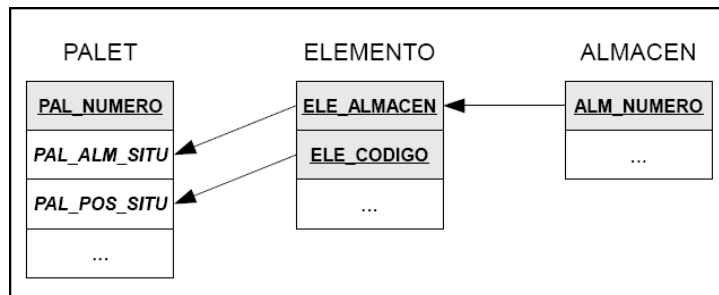 PALET
ELEMENTO
ALMACEN
PAL_NUMERO
ELE_ALMACEN
ALM_NUMERO
PAL_ALM_SITU
ELE_CODIGO
...
PAL_POS_SITU
...
...